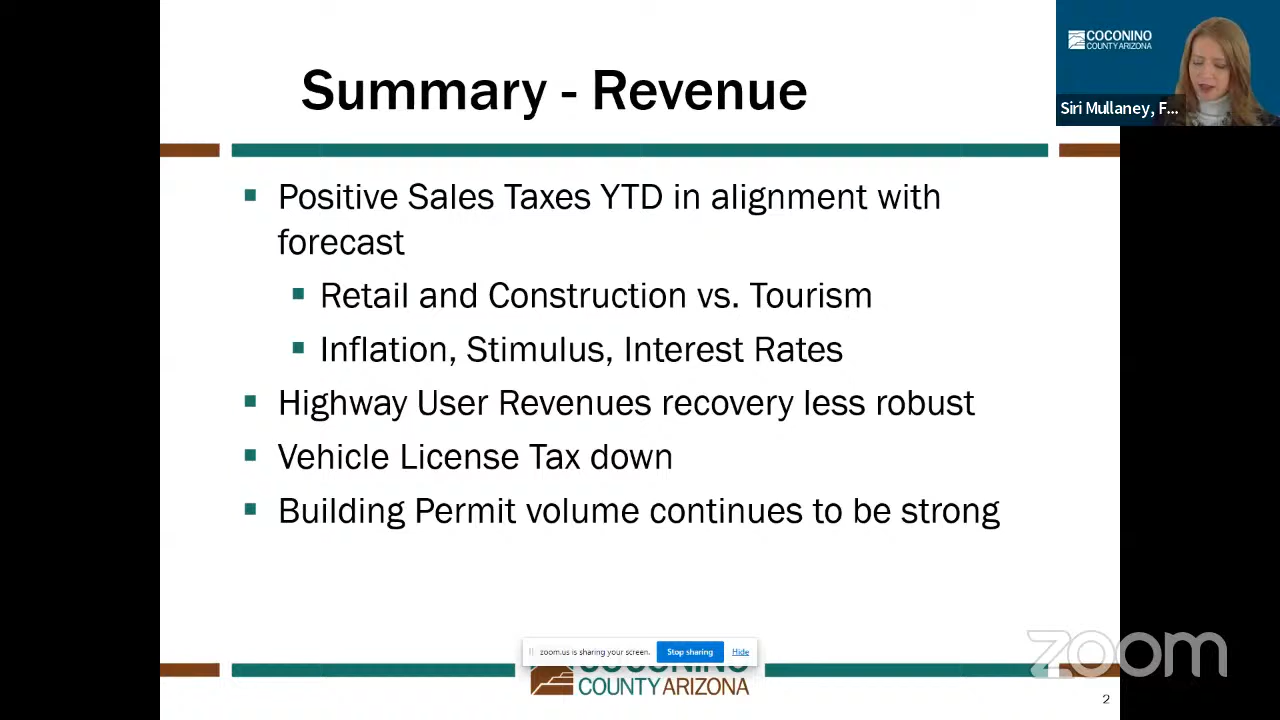 Summary - Revenue
COCONINO
COUNTY ARIZONA
Siri Mullaney, F...
Positive Sales Taxes YTD in alignment with
forecast
Retail and Construction vs. Tourism
Inflation, Stimulus, Interest Rates
Highway User Revenues recovery less robust
Vehicle License Tax down
Building Permit volume continues to be strong
zoom.us is sharing your screen.
Stop sharing
Hide
COCONINO
COUNTY ARIZONA
zoom
2